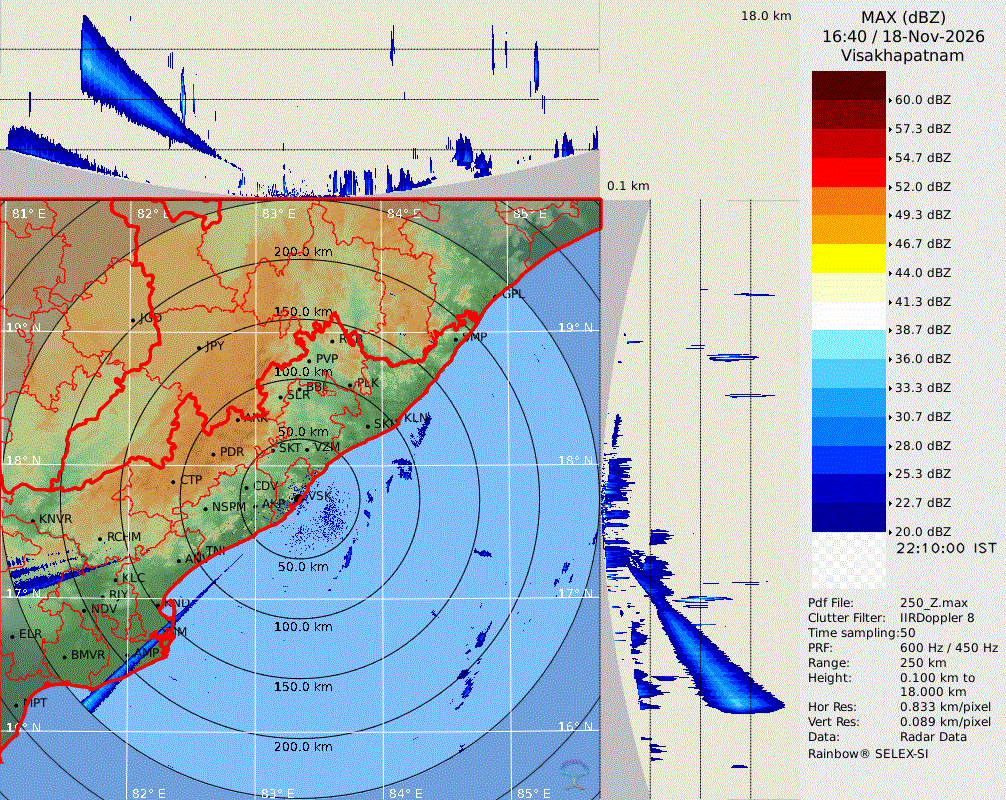 18.0 km
0.1 km
MAX (dBZ)
16:40 / 18-Nov-2026
Visakhapatnam
60.0 dBZ
57.3 dBZ
54.7 dBZ
52.0 dBZ
49.3 dBZ
46.7 dBZ
44.0 dBZ
41.3 dBZ
38.7 dBZ
36.0 dBZ
33.3 dBZ
30.7 dBZ
28.0 dBZ
25.3 dBZ
22.7 dBZ
20.0 dBZ
22:10:00 IST
Pdf File: 250_Z.max
Clutter Filter: IIRDoppler 8
Time sampling:50
PRF: 600 Hz / 450 Hz
Range: 250 km
Height: 0.100 km to
18.000 km
Hor Res: 0.833 km/pixel
Vert Res: 0.089 km/pixel
Data: Radar Data
Rainbow® SELEX-SI
81° E 82° E 83° E 84° E 85° E
200.0 km
GPL
150.0 km
JGD
19° N 19° N
JPY
SMP
PVP
100.0 km
BBL PLK
SLR
KLN
SKM
50.0 km
PDR SKT VZM
18° N 18° N
CTP CDV
VSK
NSPM AKP
KNVR
RCHM
TNI
50.0 km
KLC
RJY
17° N
NDV KND
100.0 km
ELR
BMVR AMP
150.0 km
MPT
16° N 16° N
200.0 km
82° E 83° E 84° E 85° E